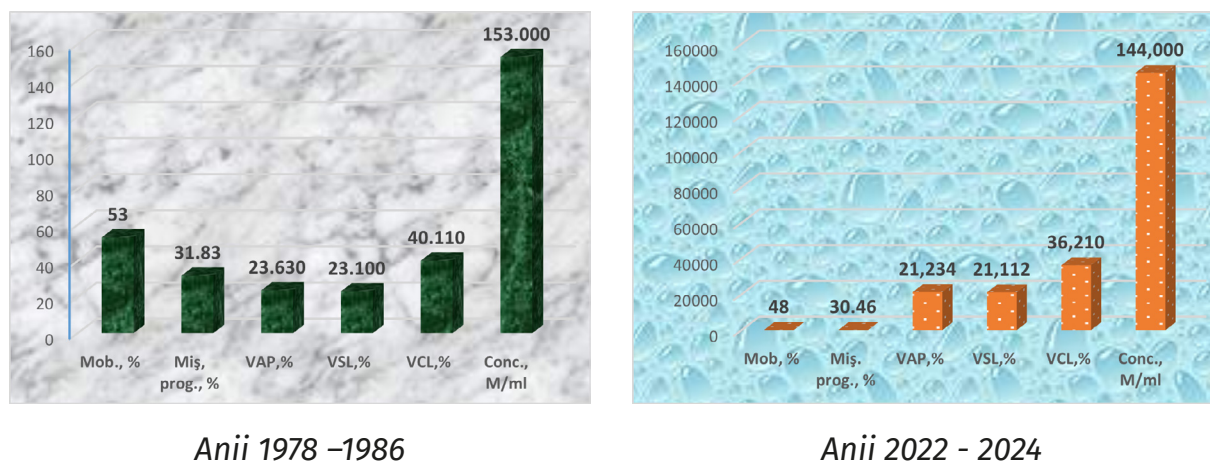 160
140
120
100
80
60
40
20
0
53
31.83
23.630
23.100
40.110
153.000
Mob., %
Miş,
prog., %
VAP,%
VSL,%
VCL,%
Conc.,
M/ml
Anii 1978 –1986
160000
140000
120000
100000
80000
60000
40000
20000
0
48
30.46
21,234
21,112
36,210
144,000
Mob, %
Miş.
prog., %
VAP,%
VSL,%
VCL,%
Conc.,
M/ml
Anii 2022 - 2024